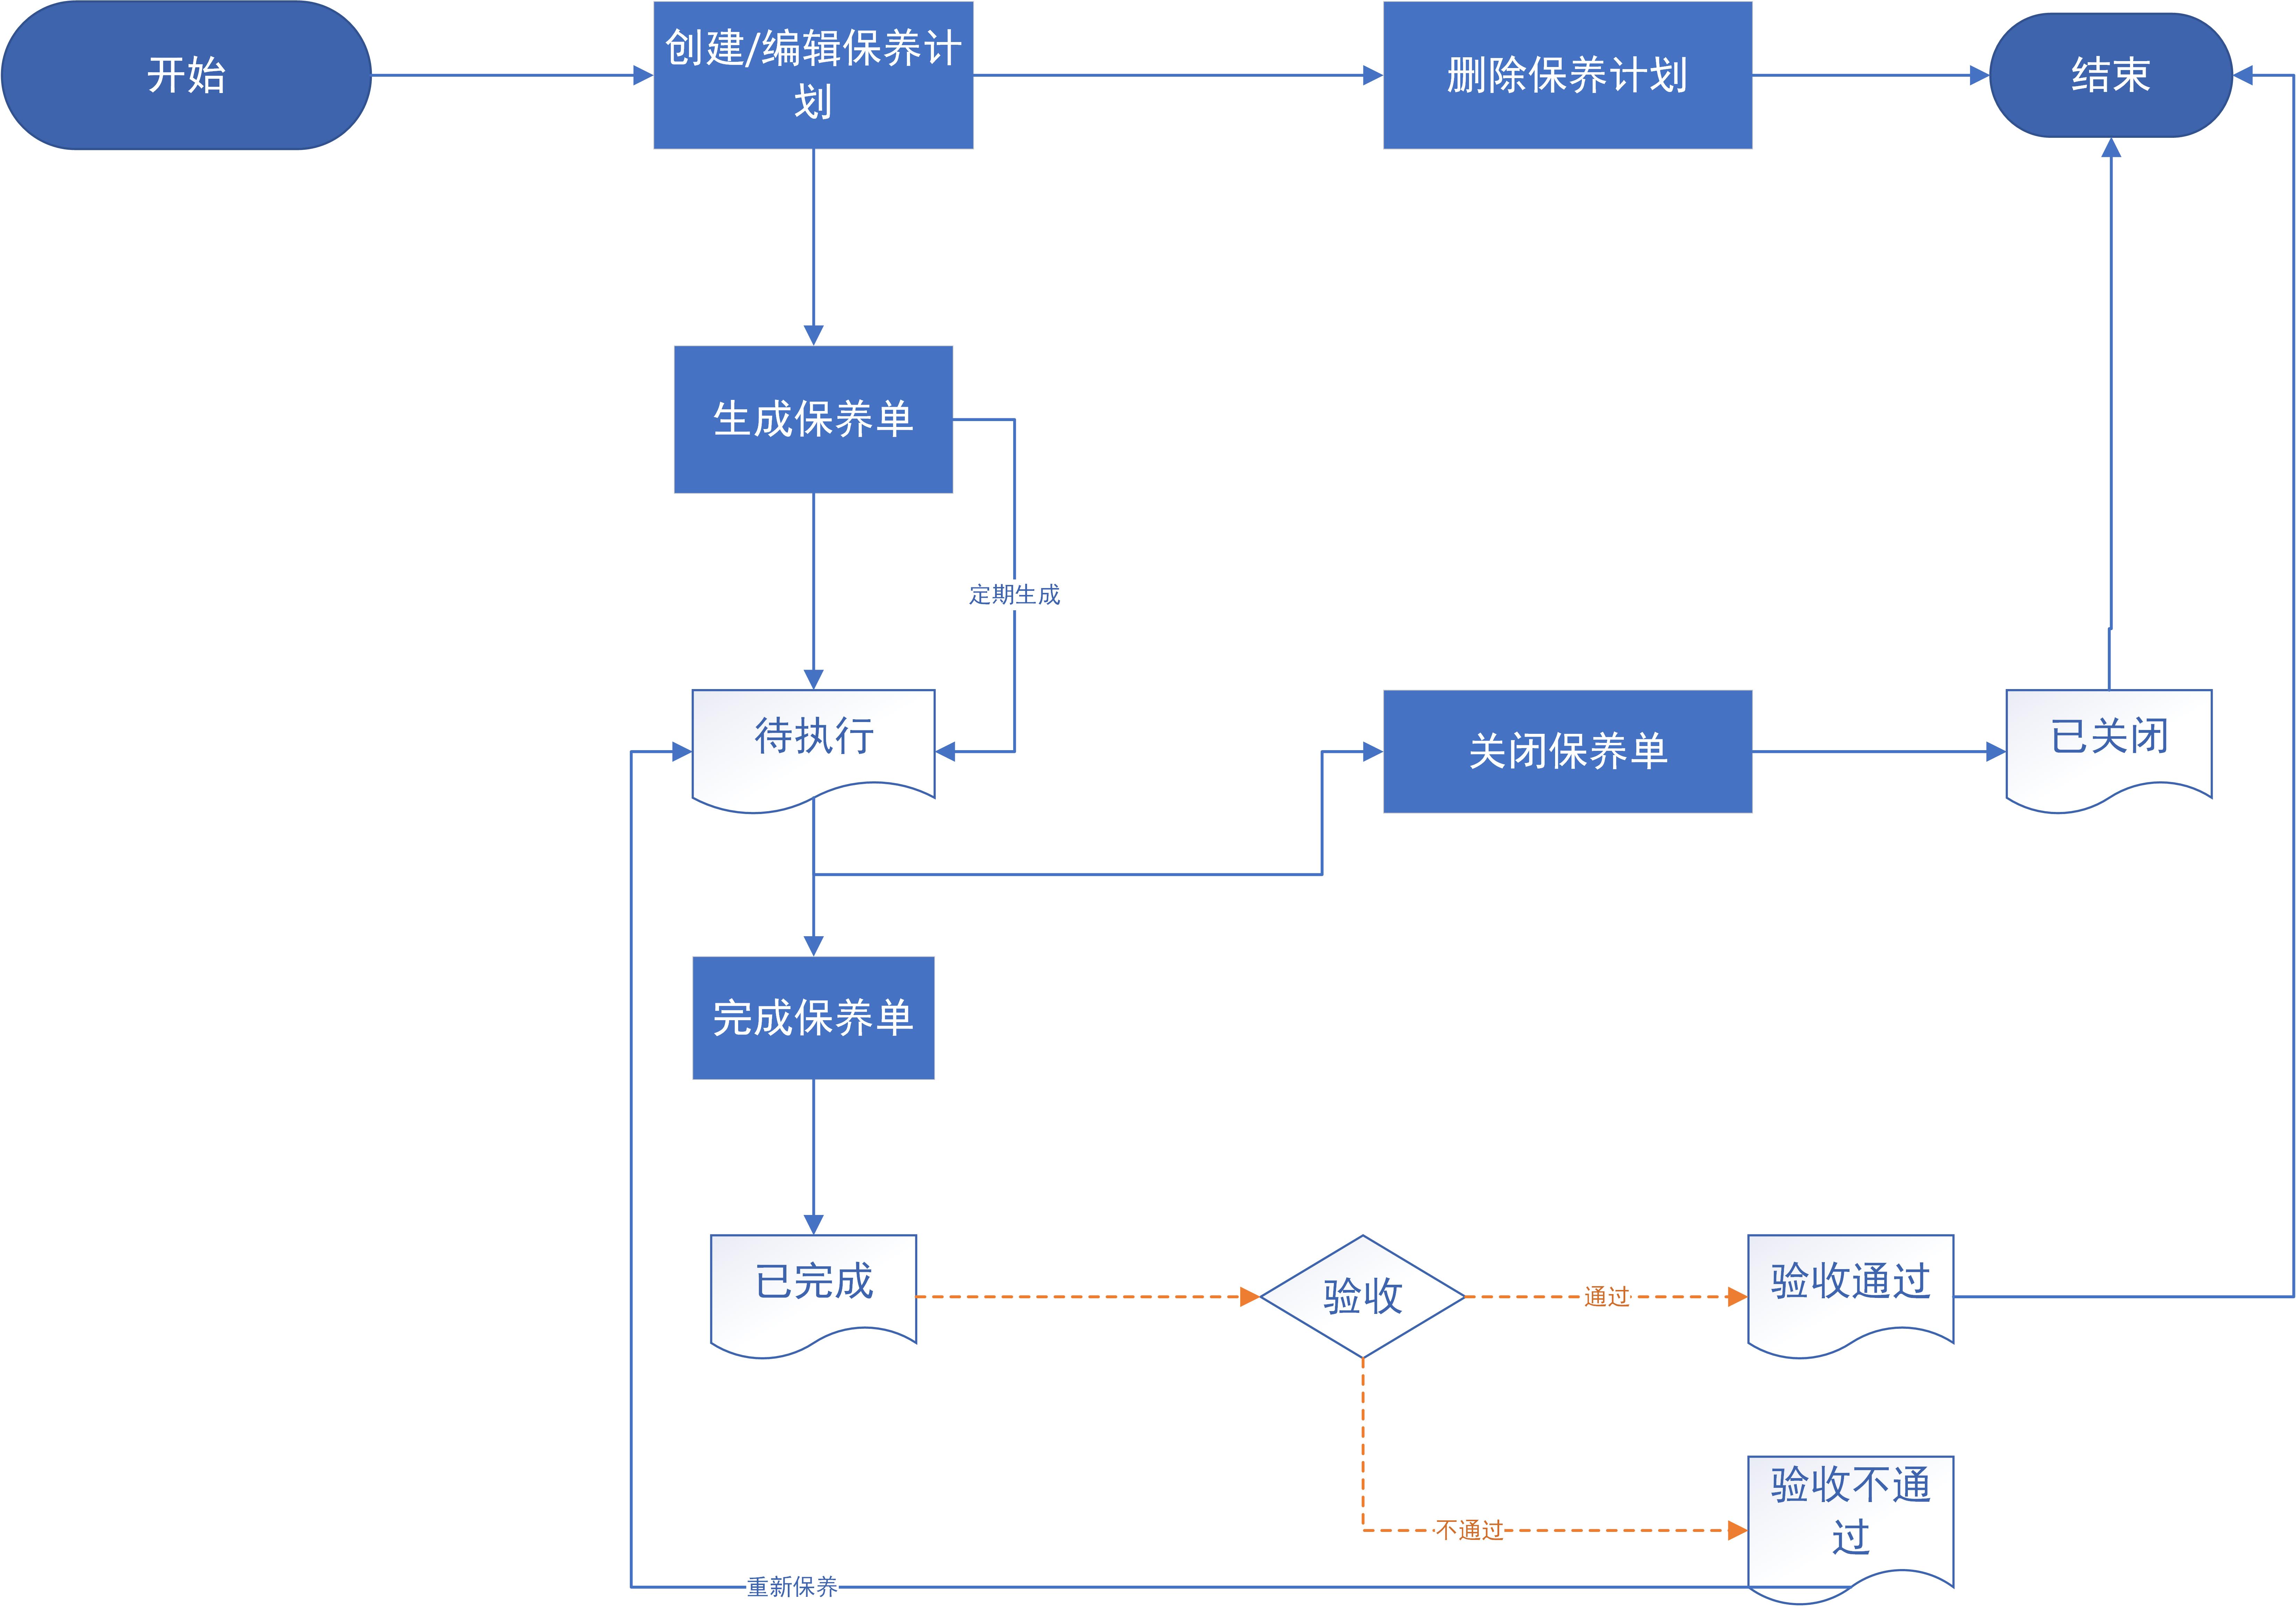 开始
创建/编辑保养计
划
删除保养计划
结束
生成保养单
定期生成
待执行
关闭保养单
已关闭
完成保养单
已完成
验收
通过
验收通过
不通过
验收不通
过
重新保养